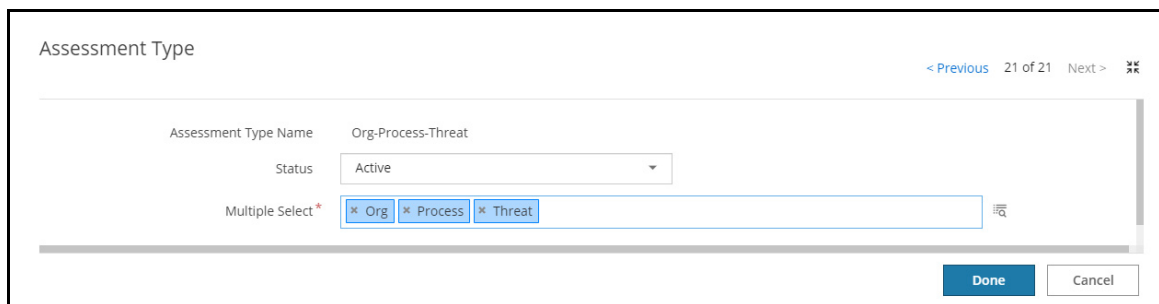 Assessment Type
< Previous 21 of 21 Next >
Assessment Type Name Org-Process-Threat
Status Active
Multiple Select* × Org × Process × Threat
Done Cancel